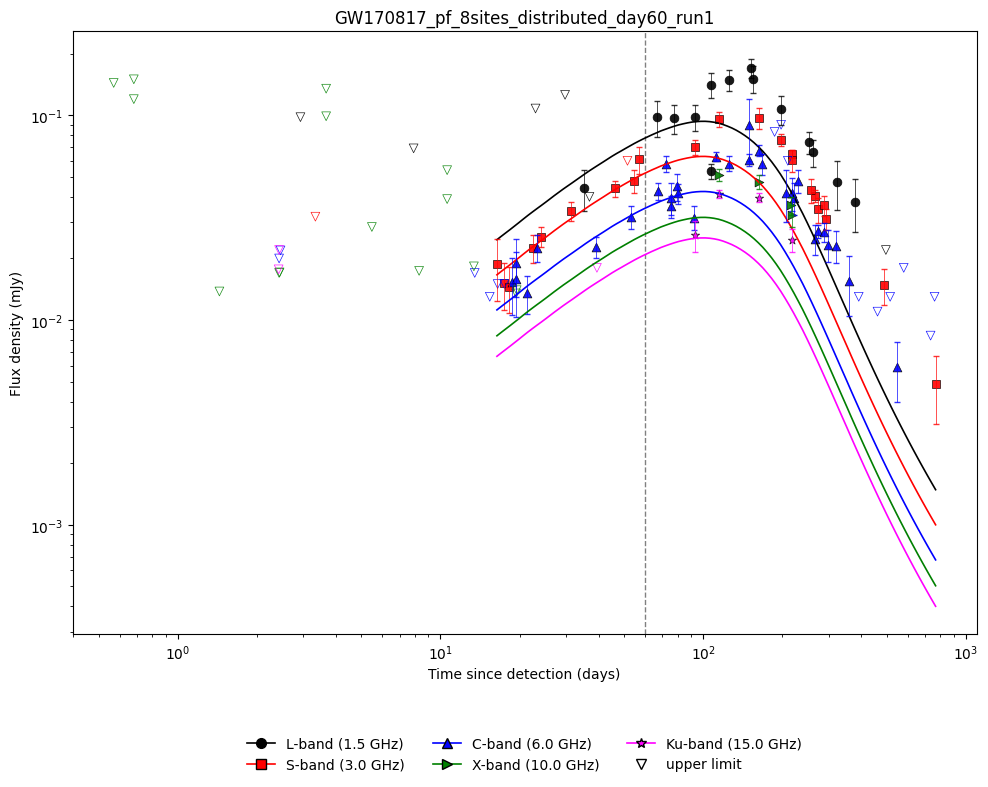 GW170817_pf_8sites_distributed_day60_run1
Flux density (mJy)
10⁻¹
10⁻²
10⁻³
10⁰
10¹
10²
10³
Time since detection (days)
L-band (1.5 GHz)
S-band (3.0 GHz)
C-band (6.0 GHz)
X-band (10.0 GHz)
Ku-band (15.0 GHz)
upper limit